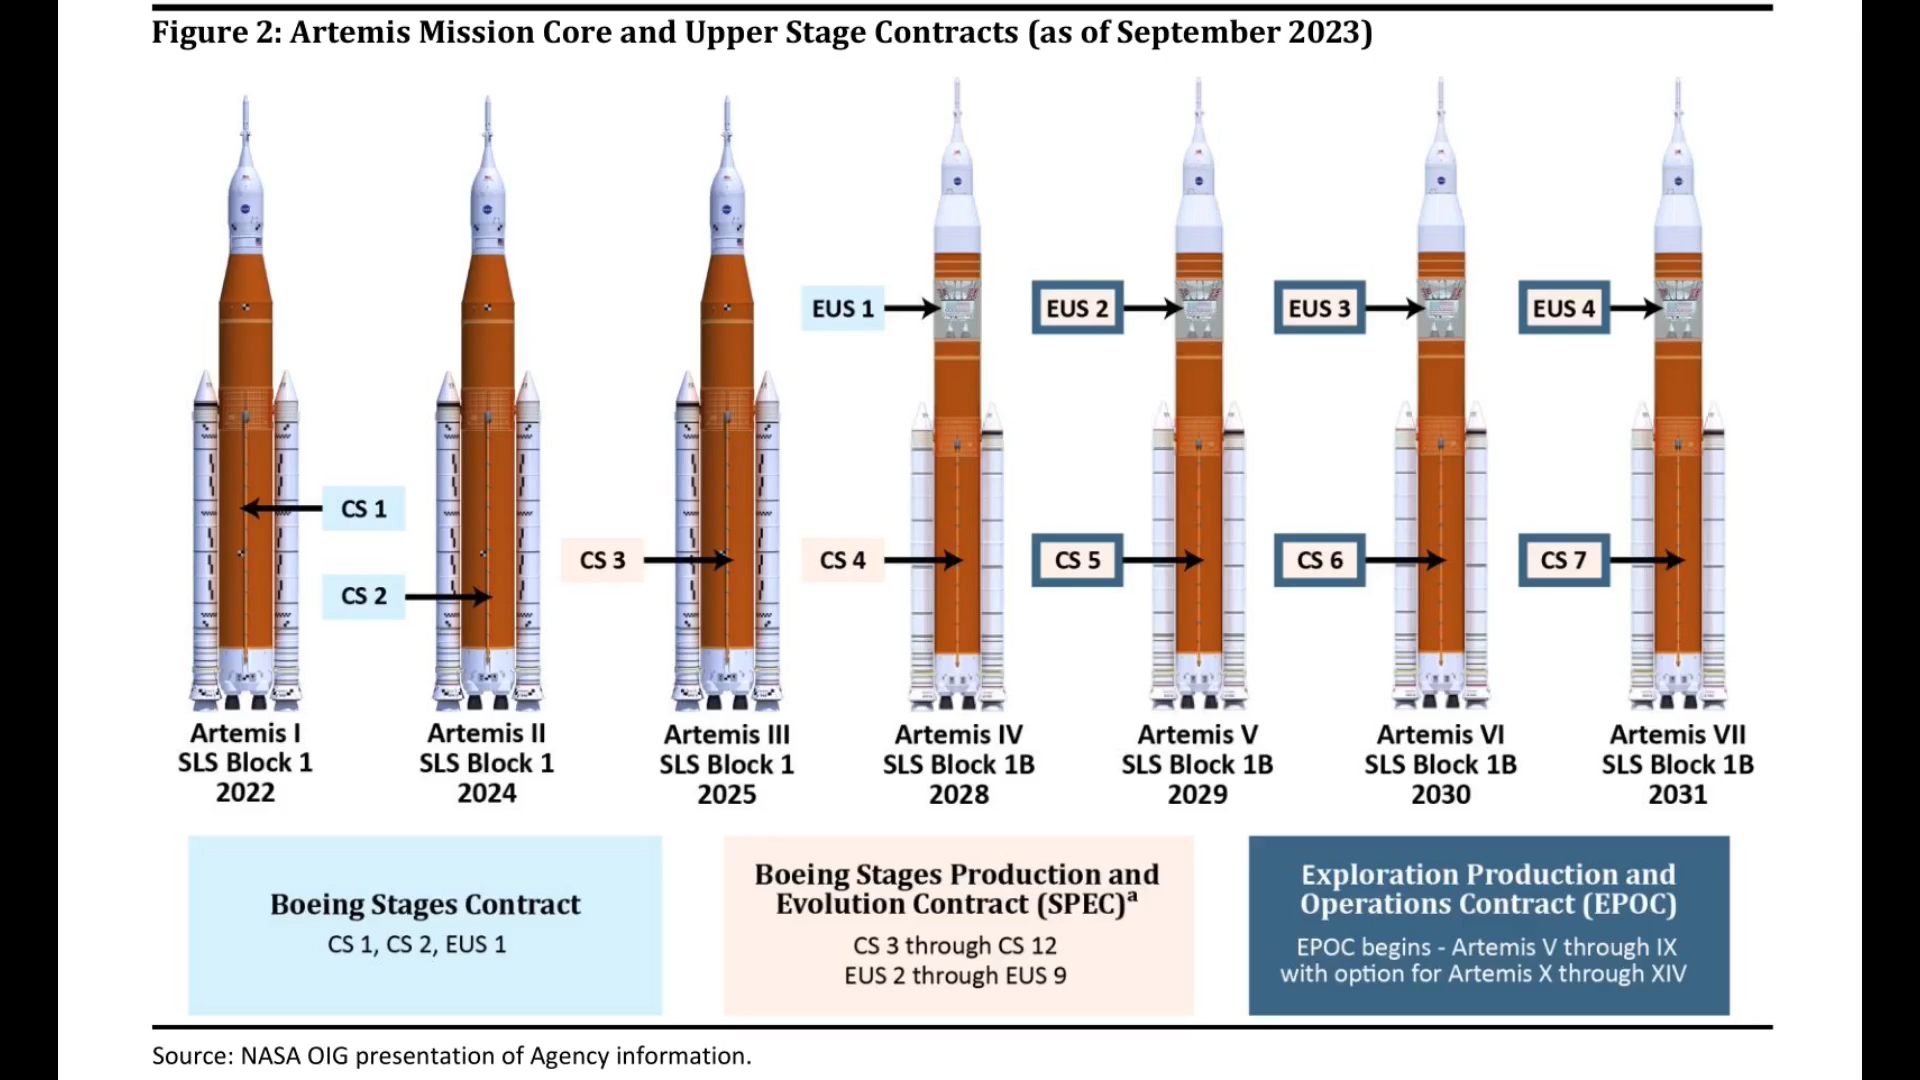 Figure 2: Artemis Mission Core and Upper Stage Contracts (as of September 2023)
EUS 1
EUS 2
EUS 3
EUS 4
CS 1
CS 2
CS 3
CS 4
CS 5
CS 6
CS 7
Artemis I
SLS Block 1
2022
Artemis II
SLS Block 1
2024
Artemis III
SLS Block 1
2025
Artemis IV
SLS Block 1B
2028
Artemis V
SLS Block 1B
2029
Artemis VI
SLS Block 1B
2030
Artemis VII
SLS Block 1B
2031
Boeing Stages Contract
CS 1, CS 2, EUS 1
Boeing Stages Production and
Evolution Contract (SPEC)ᵃ
CS 3 through CS 12
EUS 2 through EUS 9
Exploration Production and
Operations Contract (EPOC)
EPOC begins - Artemis V through IX
with option for Artemis X through XIV
Source: NASA OIG presentation of Agency information.